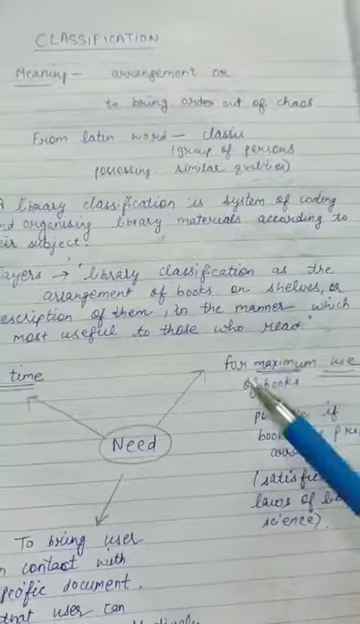 CLASSIFICATION
Meaning - arrangement or
to bring order out of chaos
From latin word - classis
(group of persons
possessing similar qualities)
A library classification is system of coding
and organising library materials according to
their subject.
Sayers → "library classification as the
arrangement of books on shelves, or
description of them, in the manner which
most useful to those who read"
time
for maximum use
of books
Need
if
books
(satisfi
laws of
science)
To bring user
in contact with
specific document.
that user can